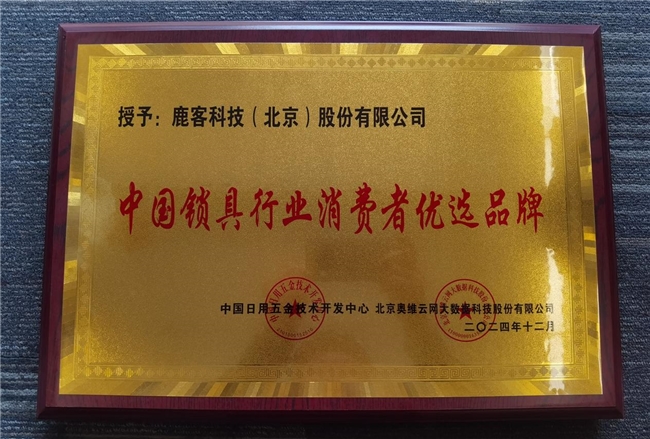 授予：鹿客科技（北京）股份有限公司
中国锁具行业消费者优选品牌
中国日用五金技术开发中心 北京奥维云网大数据科技股份有限公司
二〇二四年十二月